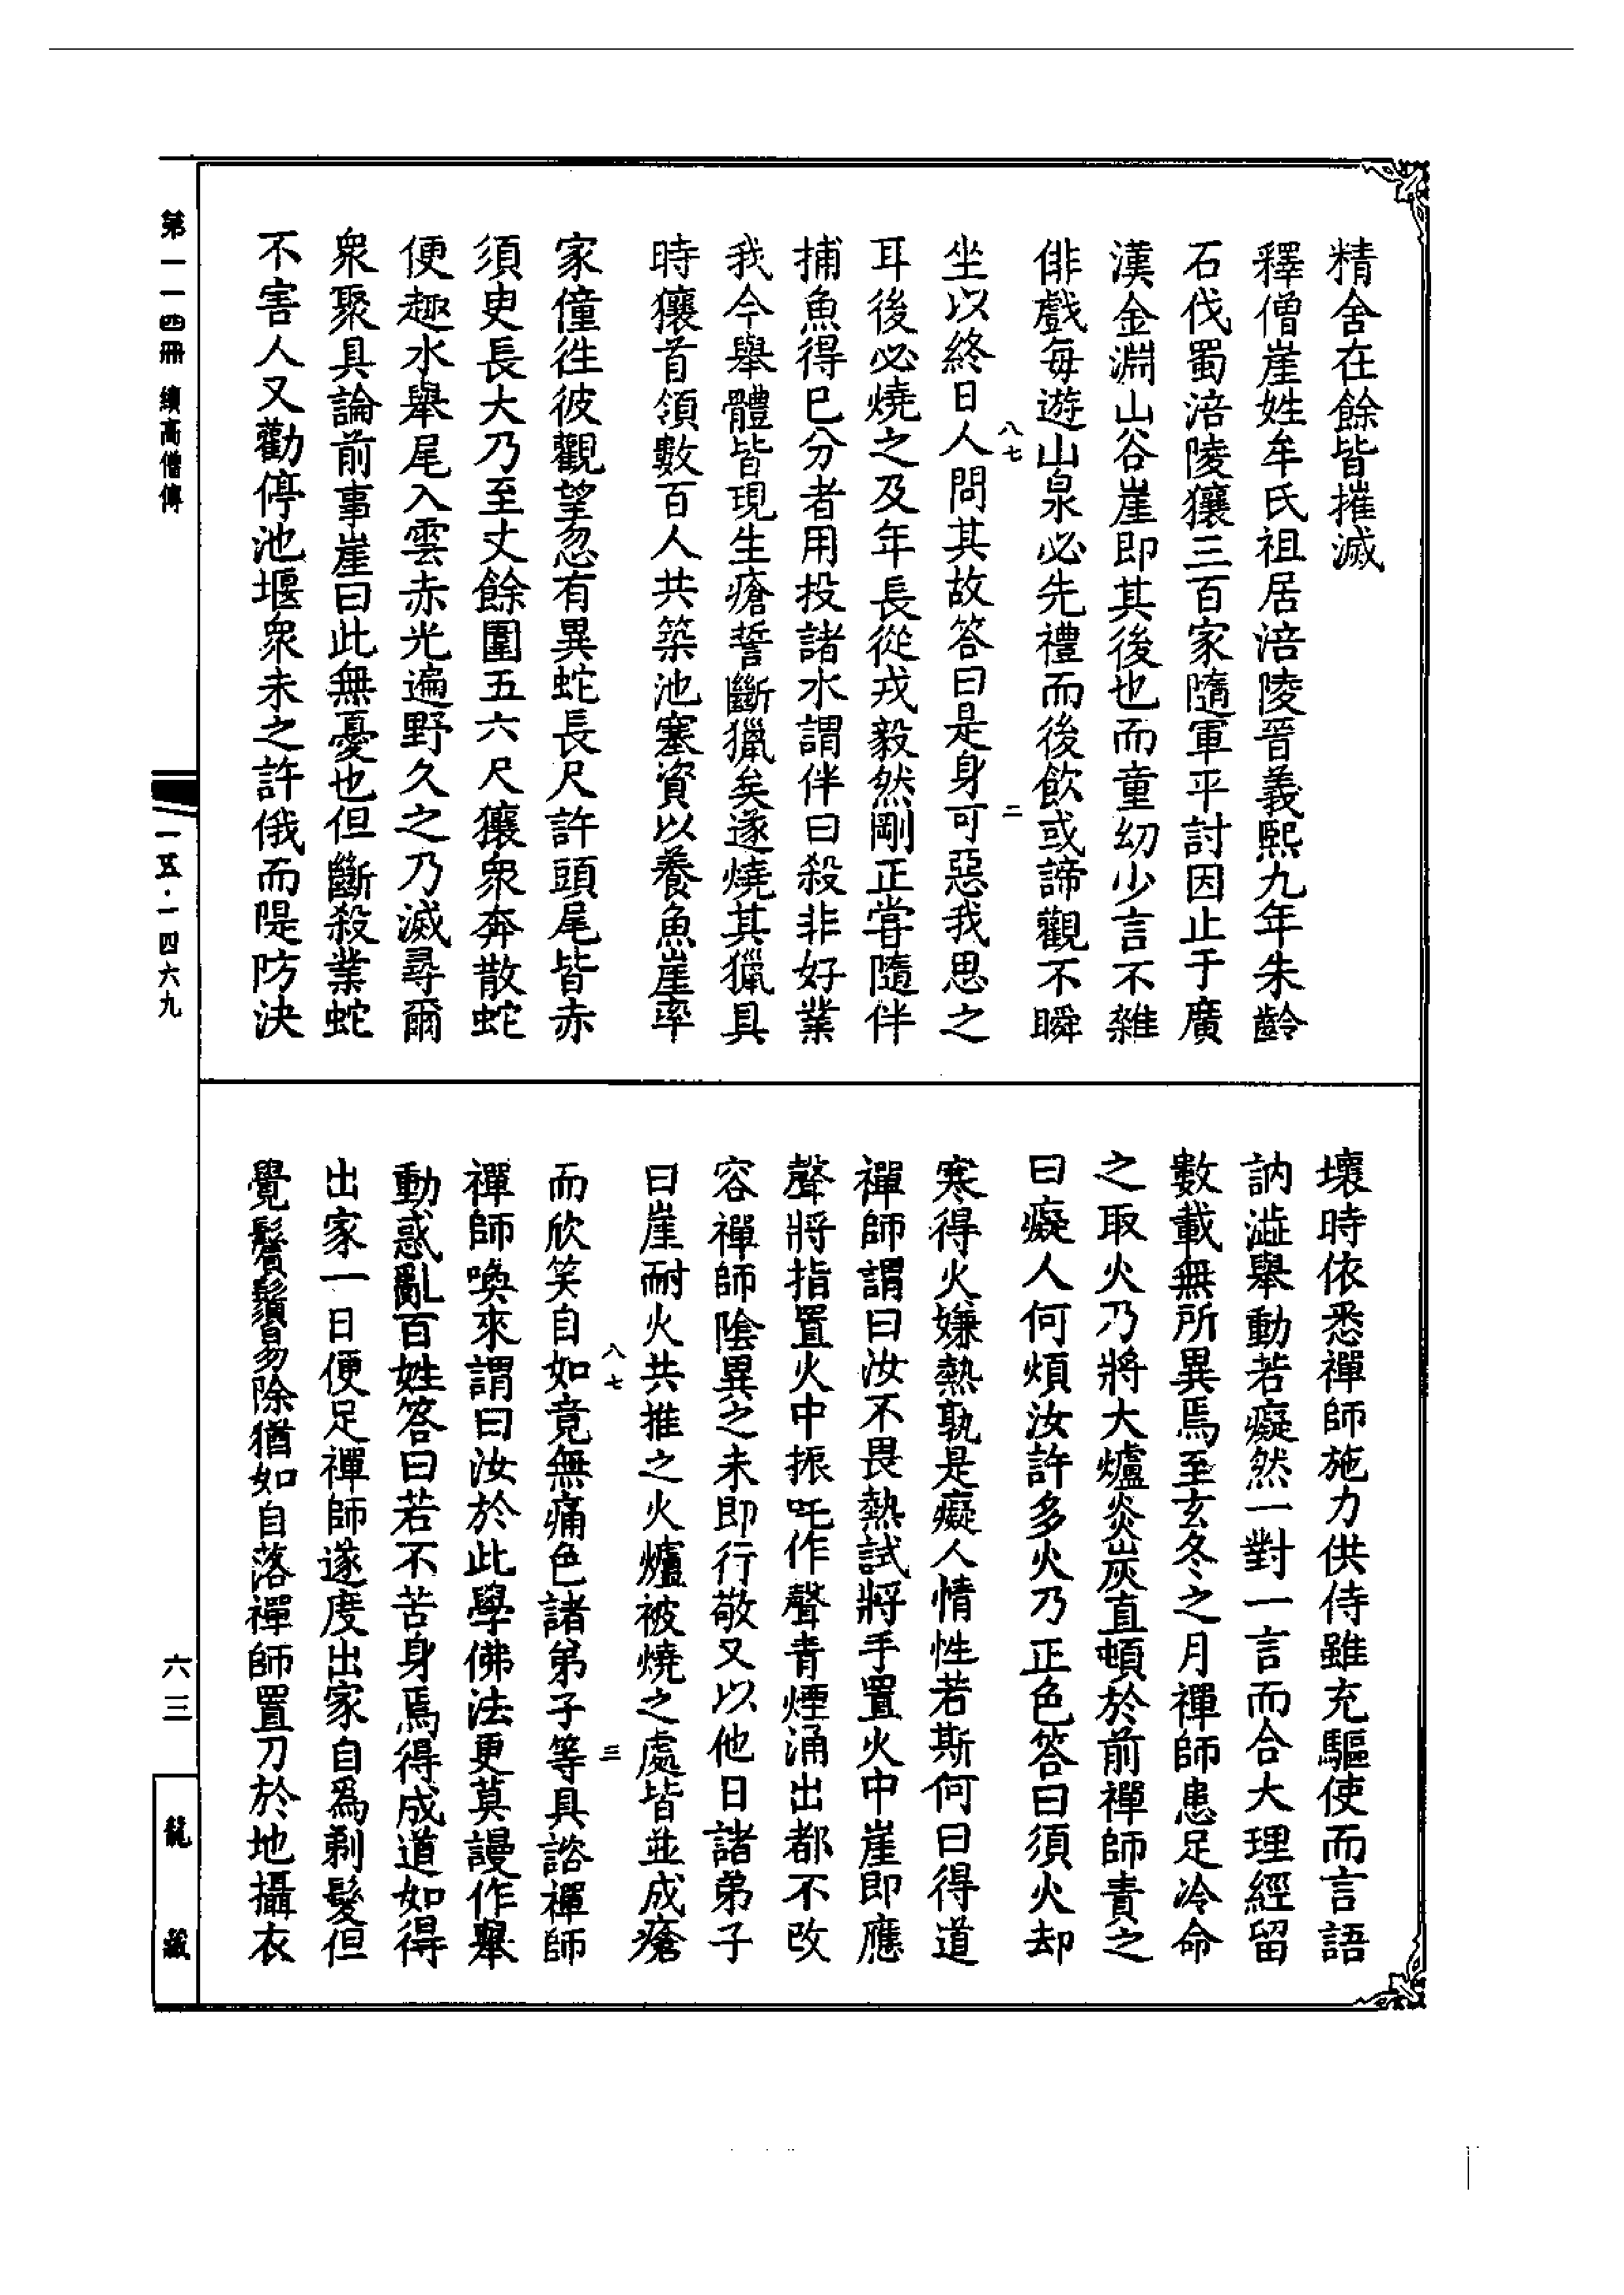 精舍在餘皆摧滅
釋僧崖姓牟氏祖居涪陵晉義熙九年朱齡
石伐蜀涪陵獽三百家隨軍平討因止于廣
漢金淵山谷崖即其後也而童幼少言不雜
俳戲每遊山泉必先禮而後飲或諦觀不瞬
八七 二
坐以終日人問其故答曰是身可惡我思之
耳後必燒之及年長從戎毅然剛正甞隨伴
捕魚得巳分者用投諸水謂伴曰殺非好業
我今舉體皆現生瘡誓斷獵矣遂燒其獵具
時獽首領數百人共築池塞資以養魚崖率
家僮往彼觀望忽有異蛇長尺許頭尾皆赤
須臾長大乃至丈餘圍五六尺獽衆奔散蛇
便趣水舉尾入雲赤光遍野久之乃滅尋爾
衆聚具論前事崖曰此無憂也但斷殺業蛇
不害人又勸停池堰衆未之許俄而隄防決
壞時依悉禪師施力供侍雖充驅使而言語
訥澁舉動若癡然一對一言而合大理經留
數載無所異焉至玄冬之月禪師患足冷命
之取火乃將大爐炎炭直頓於前禪師責之
曰癡人何煩汝許多火乃正色答曰須火却
寒得火嫌熱孰是癡人情性若斯何曰得道
禪師謂曰汝不畏熱試將手置火中崖即應
聲將指置火中振吒作聲青煙涌出都不改
容禪師陰異之未即行敬又以他日諸弟子
曰崖耐火共推之火爐被燒之處皆並成瘡
八七 三
而欣笑自如竟無痛色諸弟子等具諮禪師
禪師喚來謂曰汝於此學佛法更莫謾作舉
動惑亂百姓答曰若不苦身焉得成道如得
出家一日便足禪師遂度出家自爲剃髮但
覺鬢鬚易除猶如自落禪師置刀於地攝衣
第一一四冊 續高僧傳
一五·一四六九
六三
龍藏